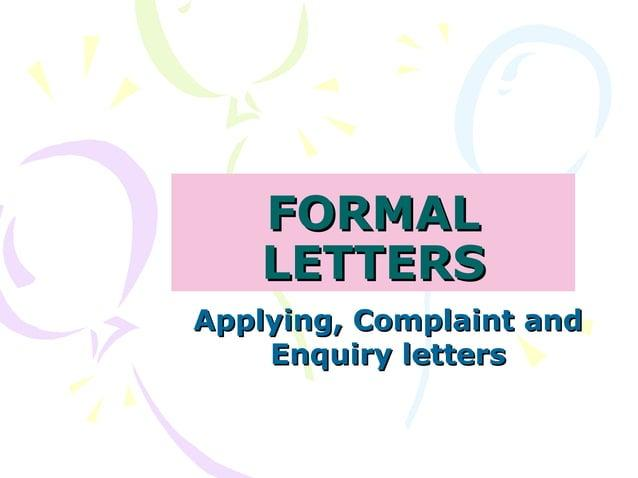 FORMAL
LETTERS
Applying, Complaint and
Enquiry letters